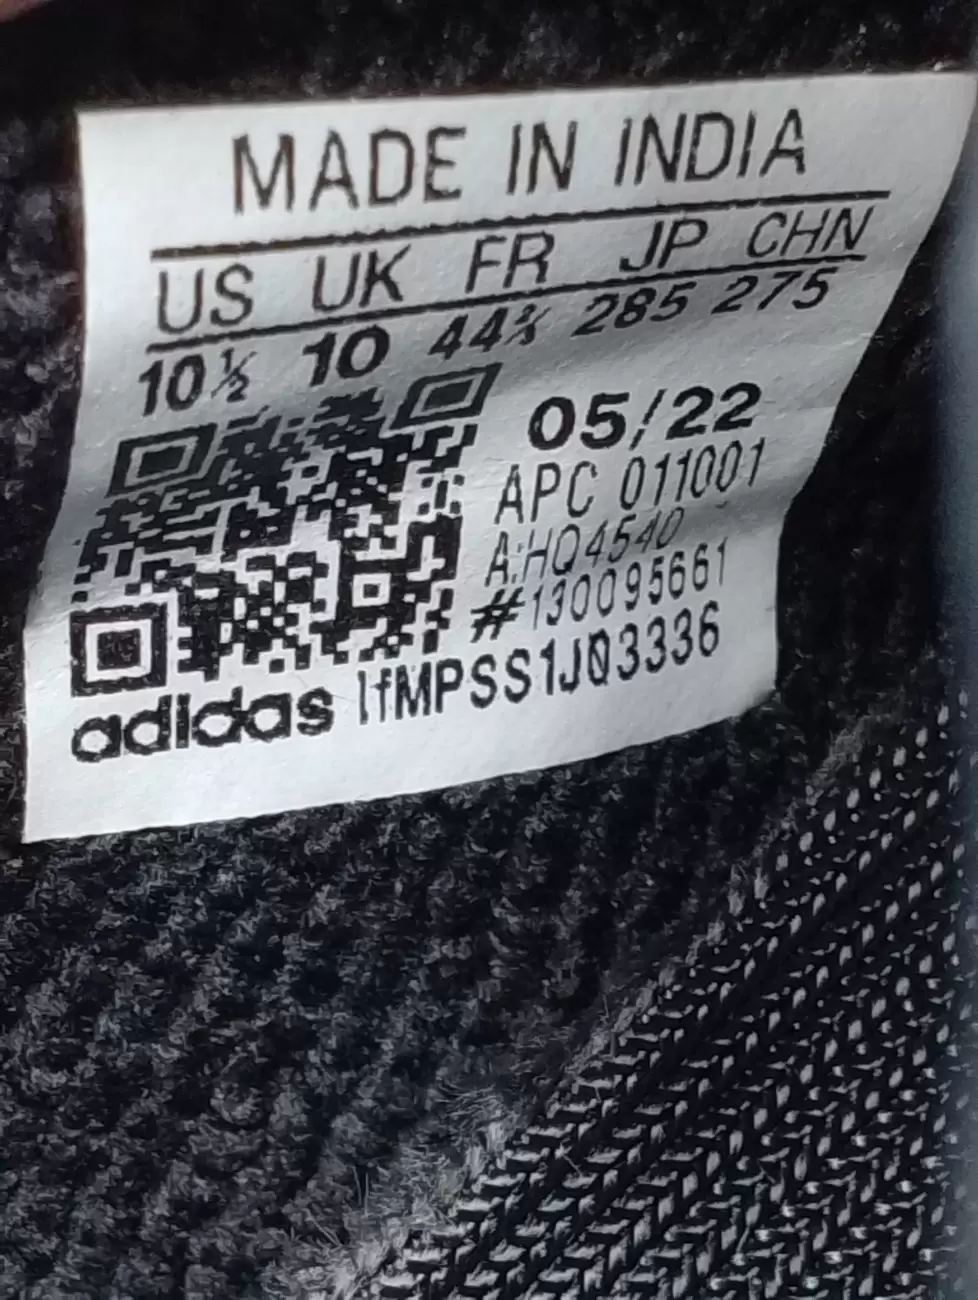 MADE IN INDIA
US UK FR JP CHN
10½ 10 44⅔ 285 275
05/22
APC 011001
A:HQ4540
#130095661
adidas IfMPSS1J03336